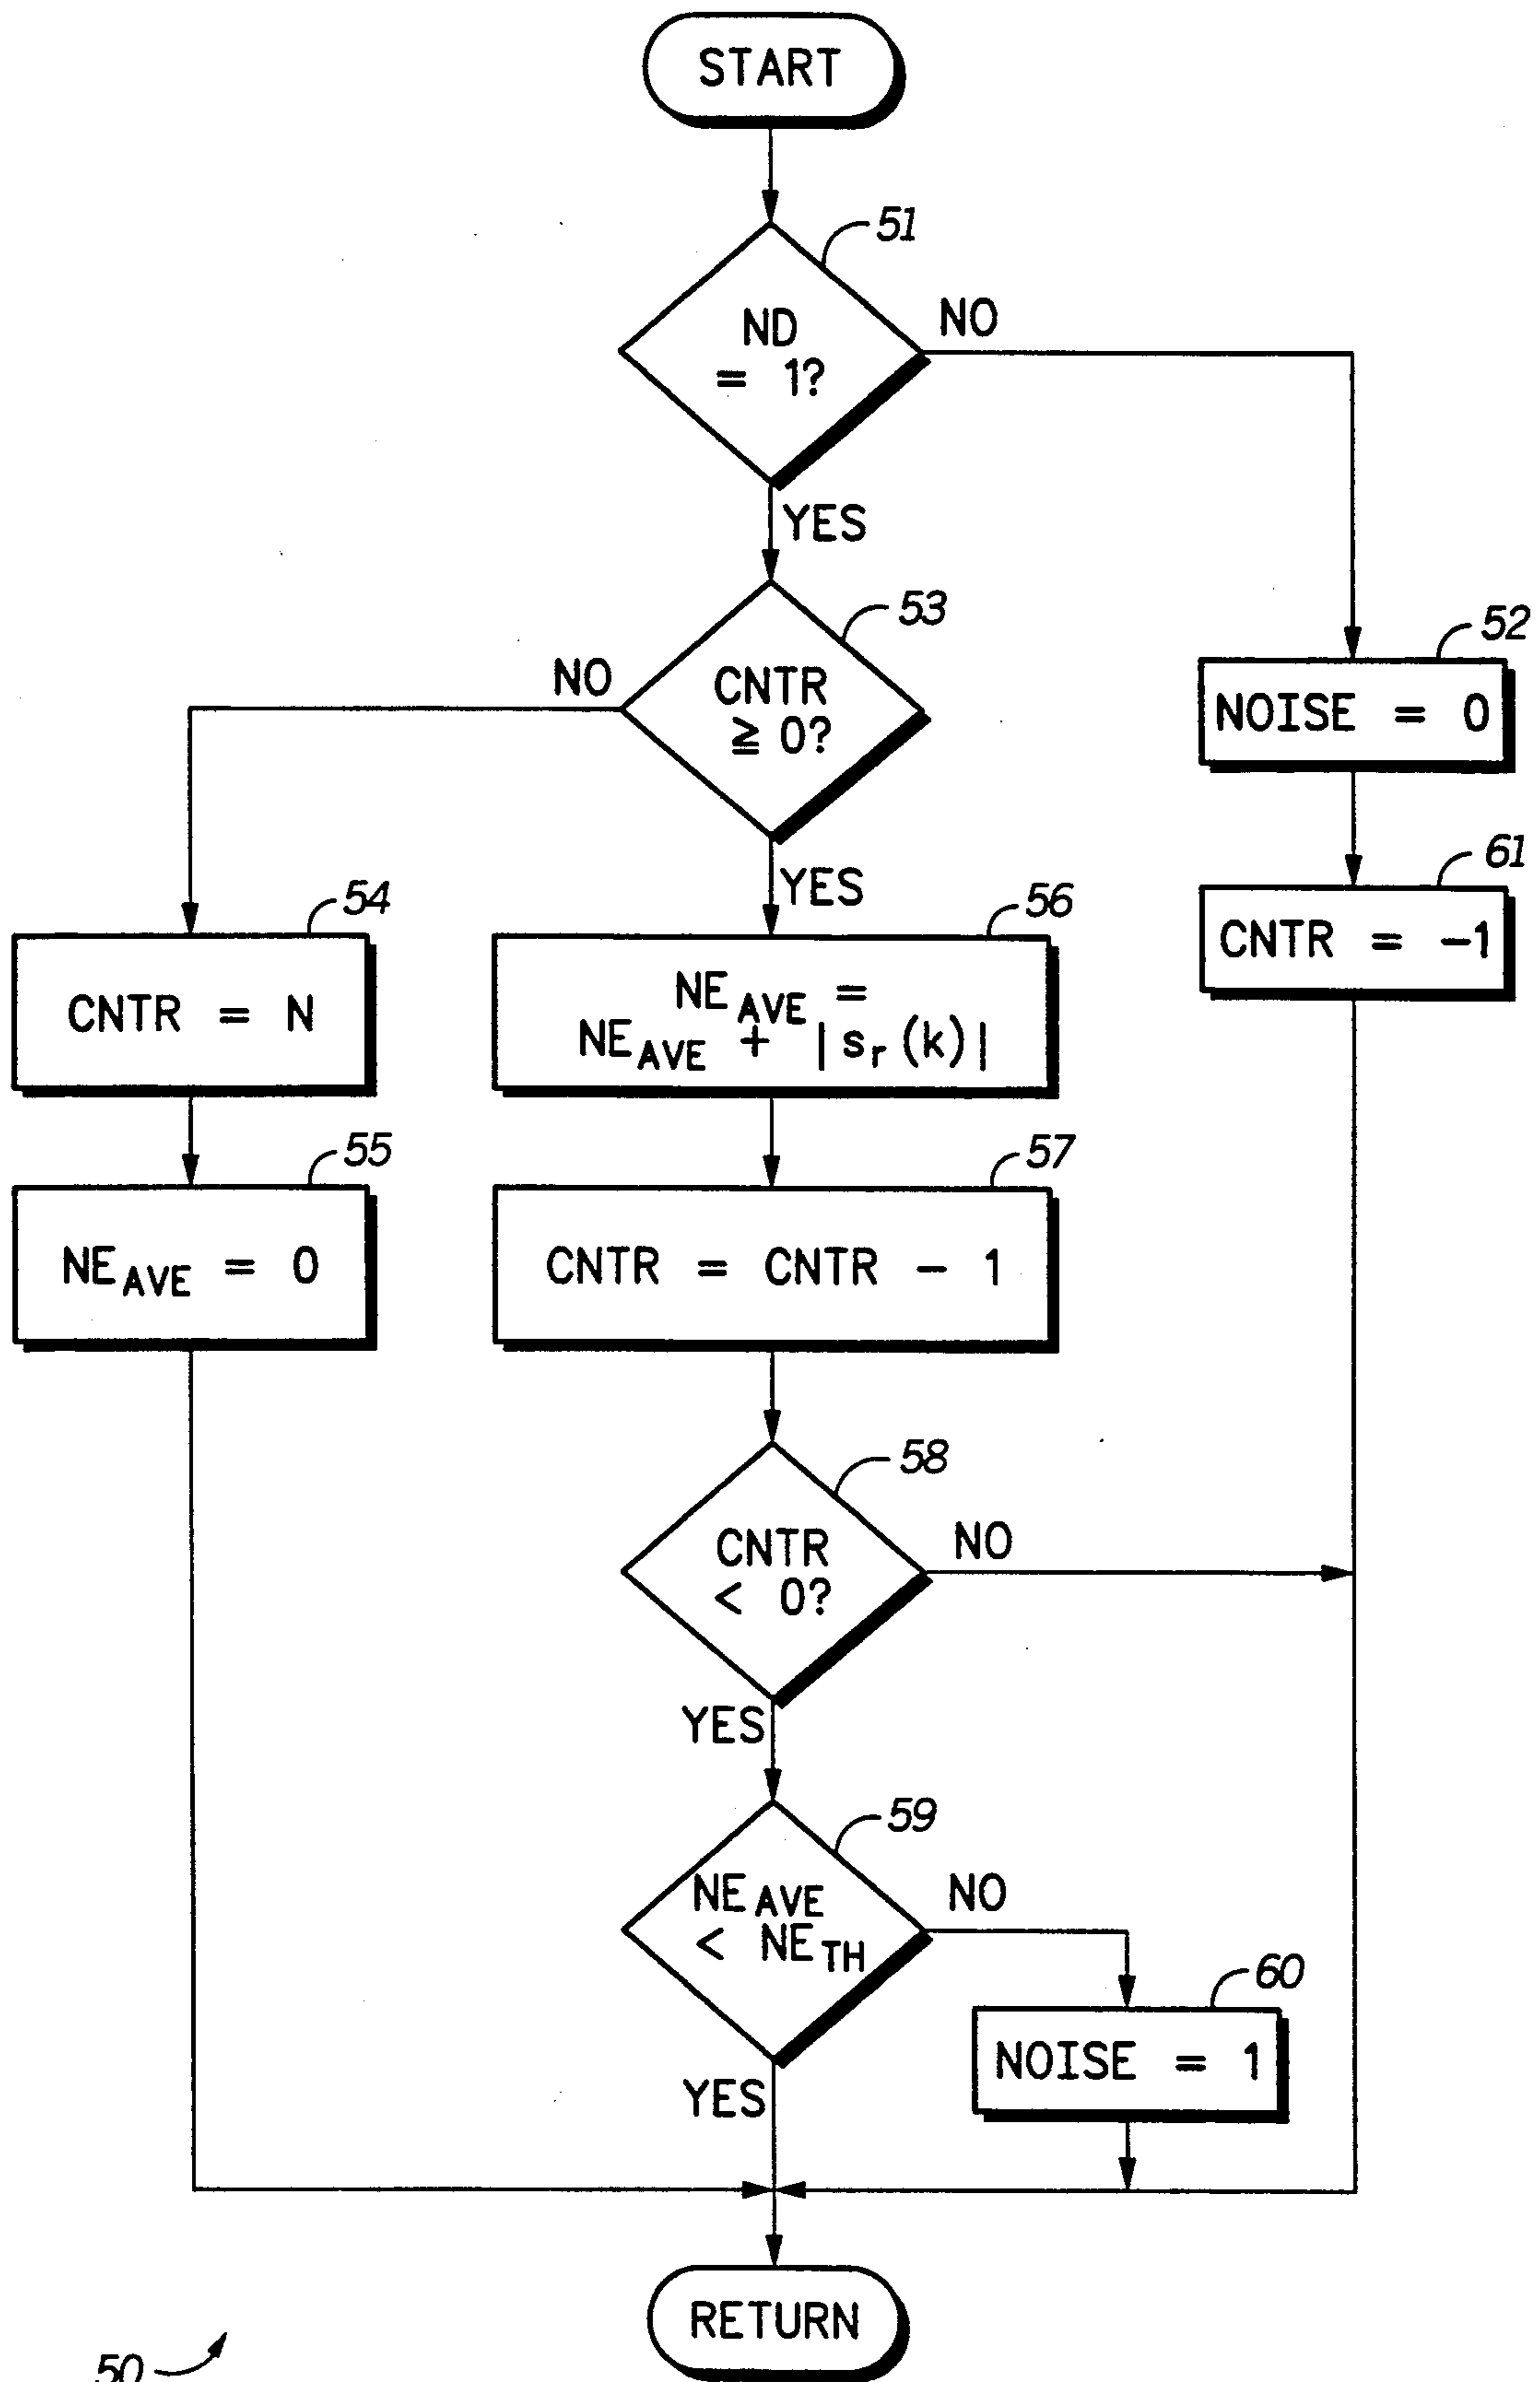 START
51
ND
= 1?
NO
YES
53
CNTR
≧ 0?
NO
YES
52
NOISE = 0
61
CNTR = -1
54
CNTR = N
55
NE AVE = 0
56
NE AVE =
NE AVE + |s r (k)|
57
CNTR = CNTR - 1
58
CNTR
< 0?
NO
YES
59
NE AVE
< NE TH
NO
YES
60
NOISE = 1
RETURN
50